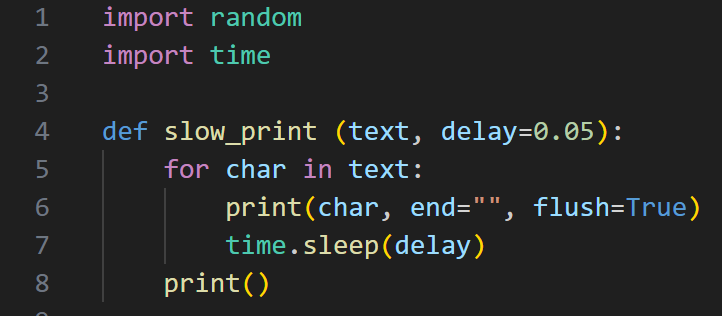 1 import random
2 import time
3
4 def slow_print (text, delay=0.05):
5     for char in text:
6         print(char, end="", flush=True)
7         time.sleep(delay)
8     print()